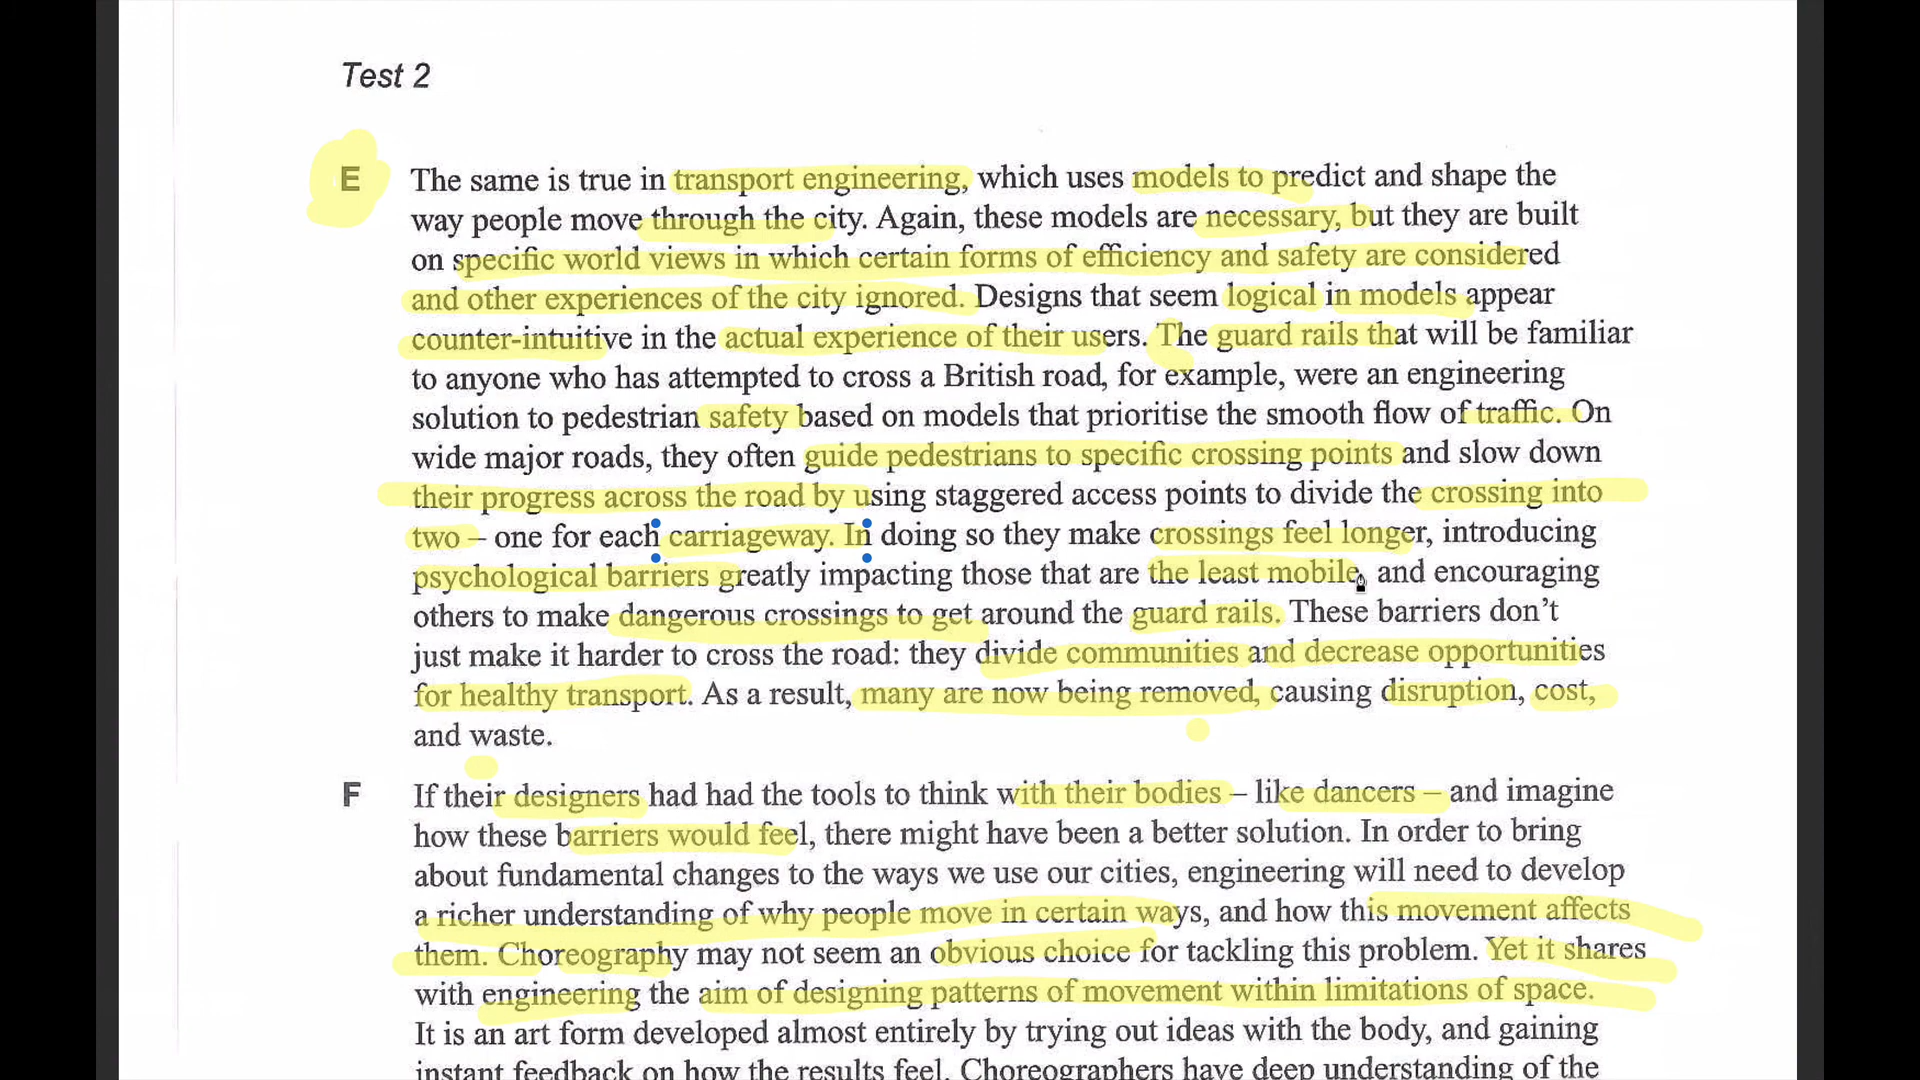 Test 2
E The same is true in transport engineering, which uses models to predict and shape the
way people move through the city. Again, these models are necessary, but they are built
on specific world views in which certain forms of efficiency and safety are considered
and other experiences of the city ignored. Designs that seem logical in models appear
counter-intuitive in the actual experience of their users. The guard rails that will be familiar
to anyone who has attempted to cross a British road, for example, were an engineering
solution to pedestrian safety based on models that prioritise the smooth flow of traffic. On
wide major roads, they often guide pedestrians to specific crossing points and slow down
their progress across the road by using staggered access points to divide the crossing into
two – one for each carriageway. In doing so they make crossings feel longer, introducing
psychological barriers greatly impacting those that are the least mobile, and encouraging
others to make dangerous crossings to get around the guard rails. These barriers don't
just make it harder to cross the road: they divide communities and decrease opportunities
for healthy transport. As a result, many are now being removed, causing disruption, cost,
and waste.
F If their designers had had the tools to think with their bodies – like dancers – and imagine
how these barriers would feel, there might have been a better solution. In order to bring
about fundamental changes to the ways we use our cities, engineering will need to develop
a richer understanding of why people move in certain ways, and how this movement affects
them. Choreography may not seem an obvious choice for tackling this problem. Yet it shares
with engineering the aim of designing patterns of movement within limitations of space.
It is an art form developed almost entirely by trying out ideas with the body, and gaining
instant feedback on how the results feel. Choreographers have deep understanding of the